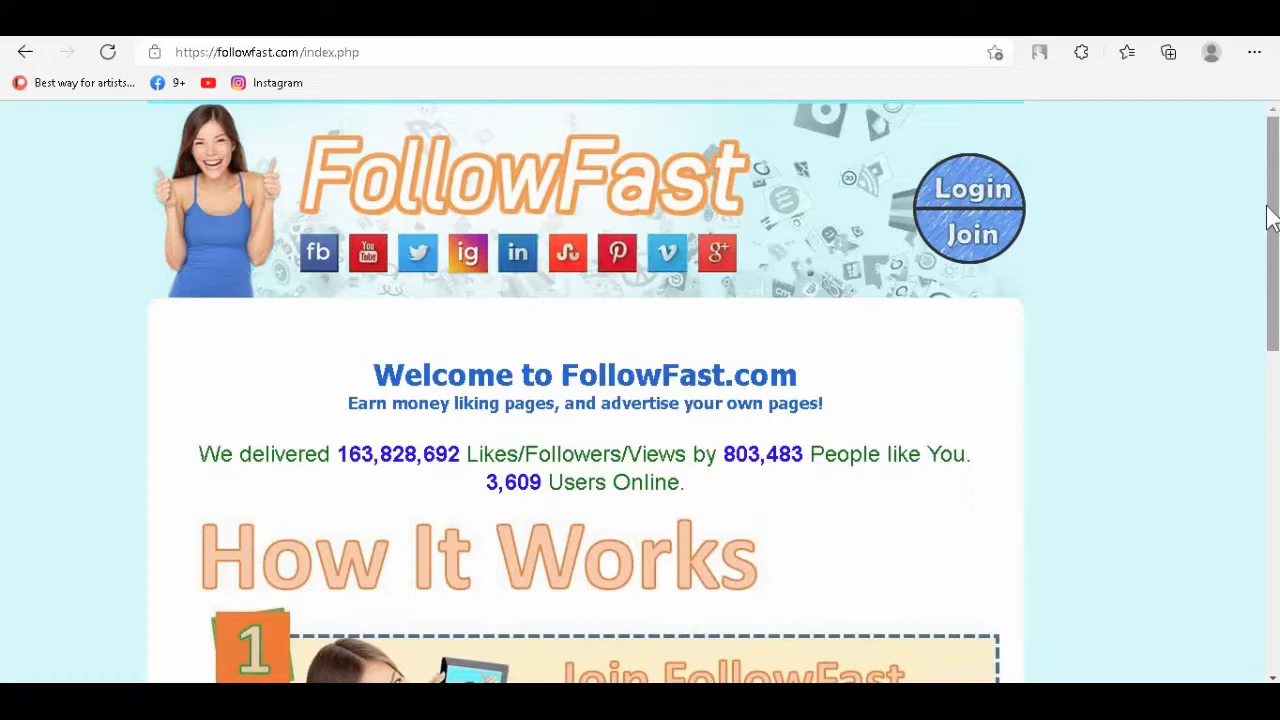 https://followfast.com/index.php
Best way for artists...
9+
Instagram
FollowFast
Login
Join
fb
You Tube
ig
in
g+
Welcome to FollowFast.com
Earn money liking pages, and advertise your own pages!
We delivered 163,828,692 Likes/Followers/Views by 803,483 People like You.
3,609 Users Online.
How It Works
1
Join FollowFast